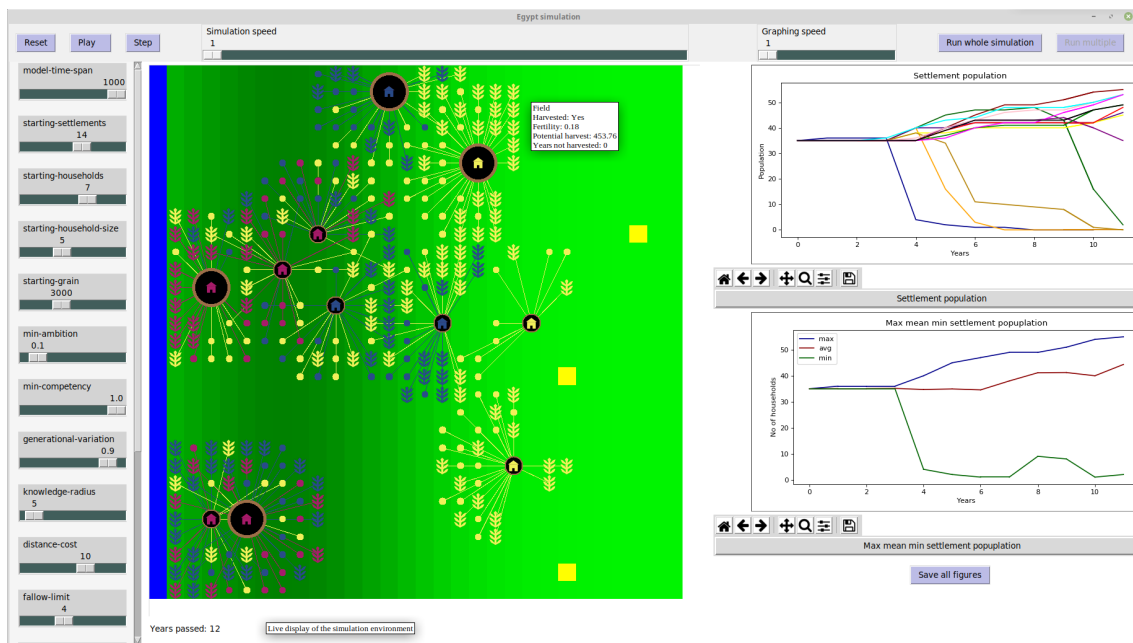 Egypt simulation
Reset
Play
Step
Simulation speed
1
Graphing speed
1
Run whole simulation
Run multiple
model-time-span
1000
starting-settlements
14
starting-households
7
starting-household-size
5
starting-grain
3000
min-ambition
0.1
min-competency
1.0
generational-variation
0.9
knowledge-radius
5
distance-cost
10
fallow-limit
4
Field
Harvested: Yes
Fertility: 0.18
Potential harvest: 453.76
Years not harvested: 0
Years passed: 12
Live display of the simulation environment
Settlement population
Population
50
40
30
20
10
0
0
2
4
6
8
10
Years
Settlement population
Max mean min settlement popuplation
max
avg
min
No of households
50
40
30
20
10
0
0
2
4
6
8
10
Years
Max mean min settlement popuplation
Save all figures